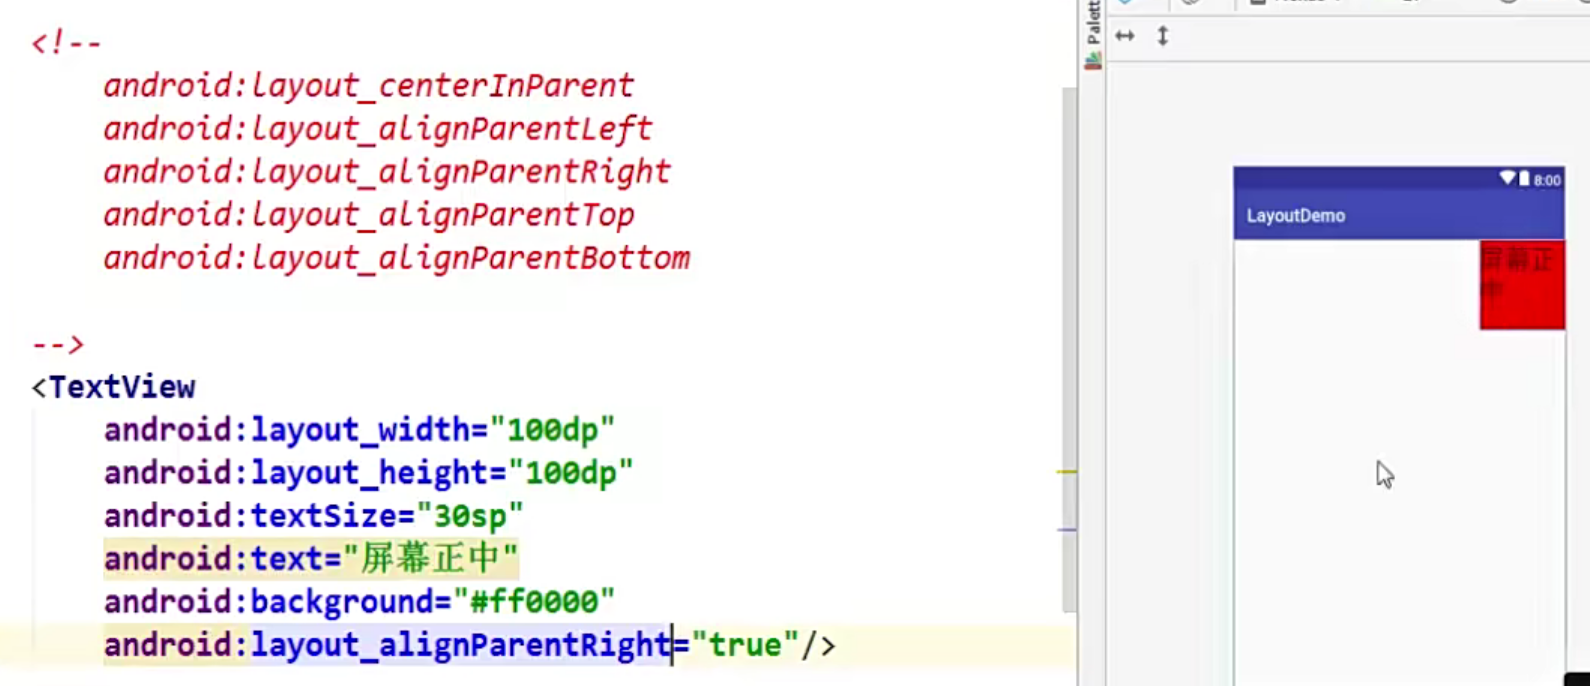 <!--
android:layout_centerInParent
android:layout_alignParentLeft
android:layout_alignParentRight
android:layout_alignParentTop
android:layout_alignParentBottom
-->
<TextView
android:layout_width="100dp"
android:layout_height="100dp"
android:textSize="30sp"
android:text="屏幕正中"
android:background="#ff0000"
android:layout_alignParentRight="true"/>
8:00
LayoutDemo
屏幕正
中